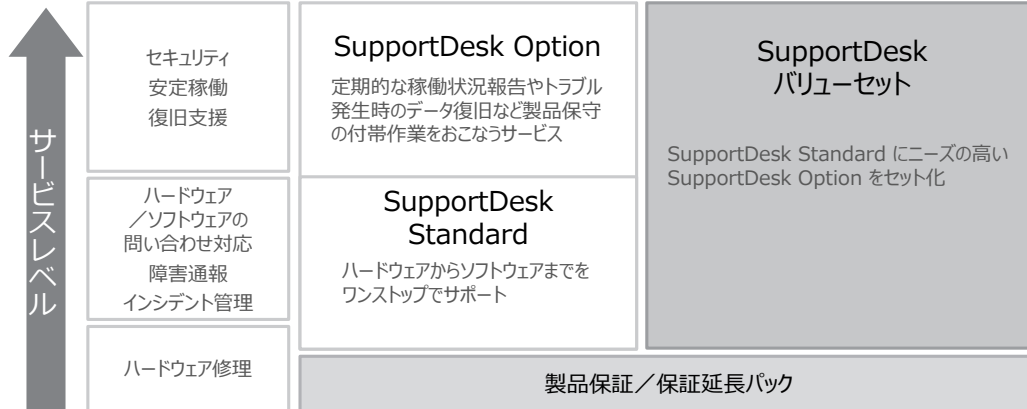 サービスレベル
セキュリティ
安定稼働
復旧支援
SupportDesk Option
定期的な稼働状況報告やトラブル
発生時のデータ復旧など製品保守
の付帯作業をおこなうサービス
SupportDesk
バリューセット
SupportDesk Standard にニーズの高い
SupportDesk Option をセット化
ハードウェア
／ソフトウェアの
問い合わせ対応
障害通報
インシデント管理
SupportDesk
Standard
ハードウェアからソフトウェアまでを
ワンストップでサポート
ハードウェア修理
製品保証／保証延長パック